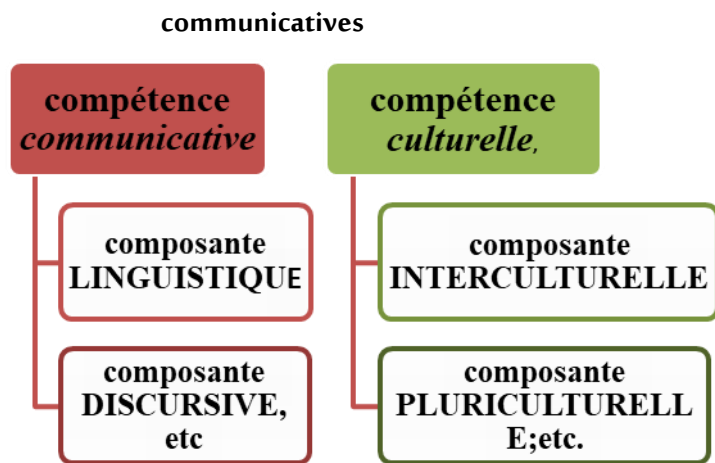 communicatives
compétence
communicative
composante
LINGUISTIQUE
composante
DISCURSIVE,
etc
compétence
culturelle,
composante
INTERCULTURELLE
composante
PLURICULTURELL
E;etc.